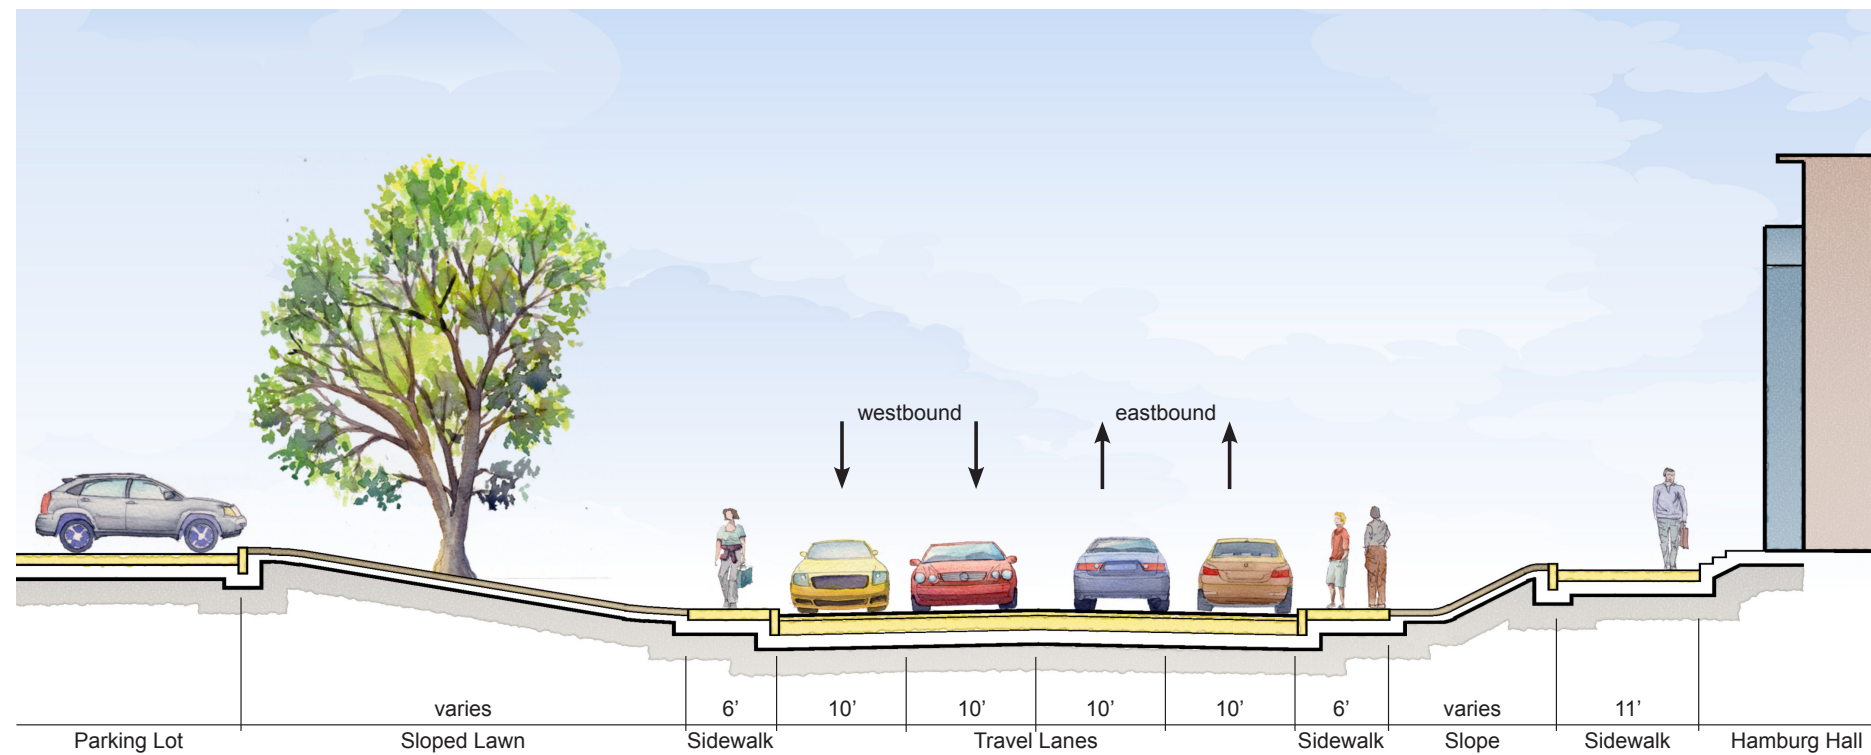 westbound eastbound
varies 6’ 10’ 10’ 10’ 10’ 6’ varies 11’
Parking Lot Sloped Lawn Sidewalk Travel Lanes Sidewalk Slope Sidewalk Hamburg Hall